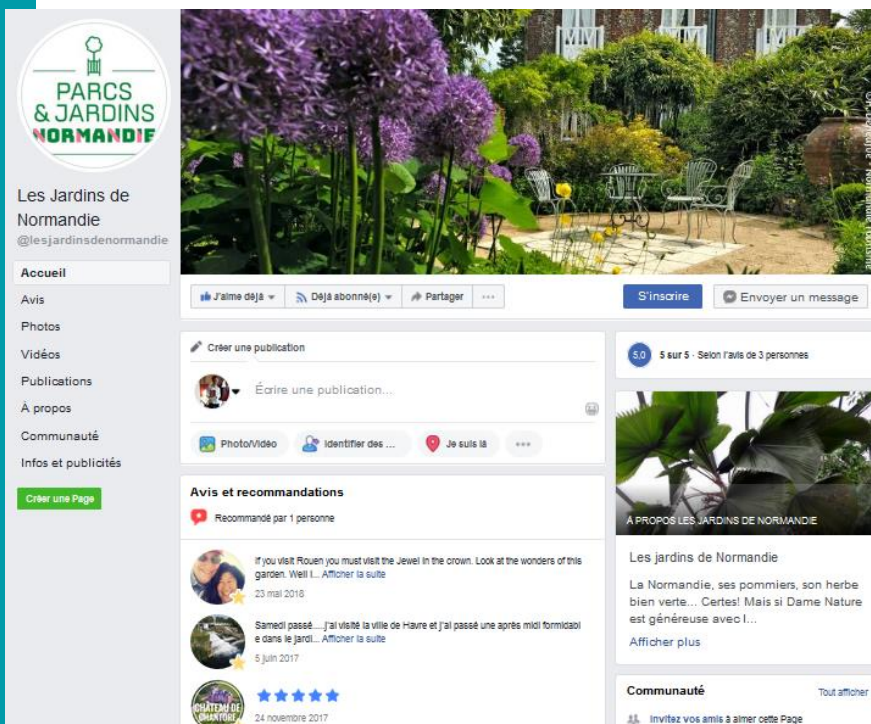 PARCS
& JARDINS
NORMANDIE
Les Jardins de
Normandie
@lesjardinsdenormandie
Accueil
Avis
Photos
Vidéos
Publications
À propos
Communauté
Infos et publicités
Créer une Page
J'aime déjà
Déjà abonné(e)
Partager
S'inscrire
Envoyer un message
Créer une publication
Écrire une publication...
Photo/Vidéo
Identifier des ...
Je suis là
Avis et recommandations
Recommandé par 1 personne
If you visit Rouen you must visit the Jewel in the crown. Look at the wonders of this
garden. Well I... Afficher la suite
23 mai 2018
Samedi passé.....j'ai visité la ville de Havre et j'ai passé une après midi formidabl
e dans le jardi... Afficher la suite
5 juin 2017
CHÂTEAU DE
CHANTORE
24 novembre 2017
5,0
5 sur 5 · Selon l'avis de 3 personnes
À PROPOS LES JARDINS DE NORMANDIE
Les jardins de Normandie
La Normandie, ses pommiers, son herbe
bien verte... Certes! Mais si Dame Nature
est généreuse avec l...
Afficher plus
Communauté
Tout afficher
Invitez vos amis à aimer cette Page